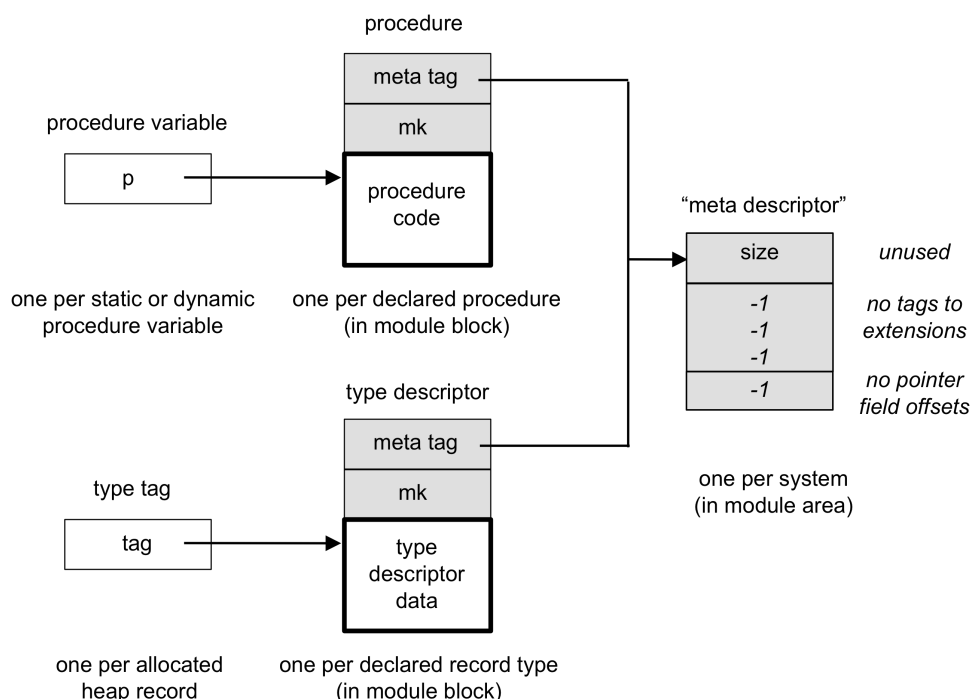 procedure
meta tag
mk
procedure variable
p
procedure
code
one per static or dynamic
procedure variable
one per declared procedure
(in module block)
“meta descriptor”
size
unused
-1
-1
-1
no tags to
extensions
-1
no pointer
field offsets
one per system
(in module area)
type descriptor
meta tag
mk
type tag
tag
type
descriptor
data
one per allocated
heap record
one per declared record type
(in module block)